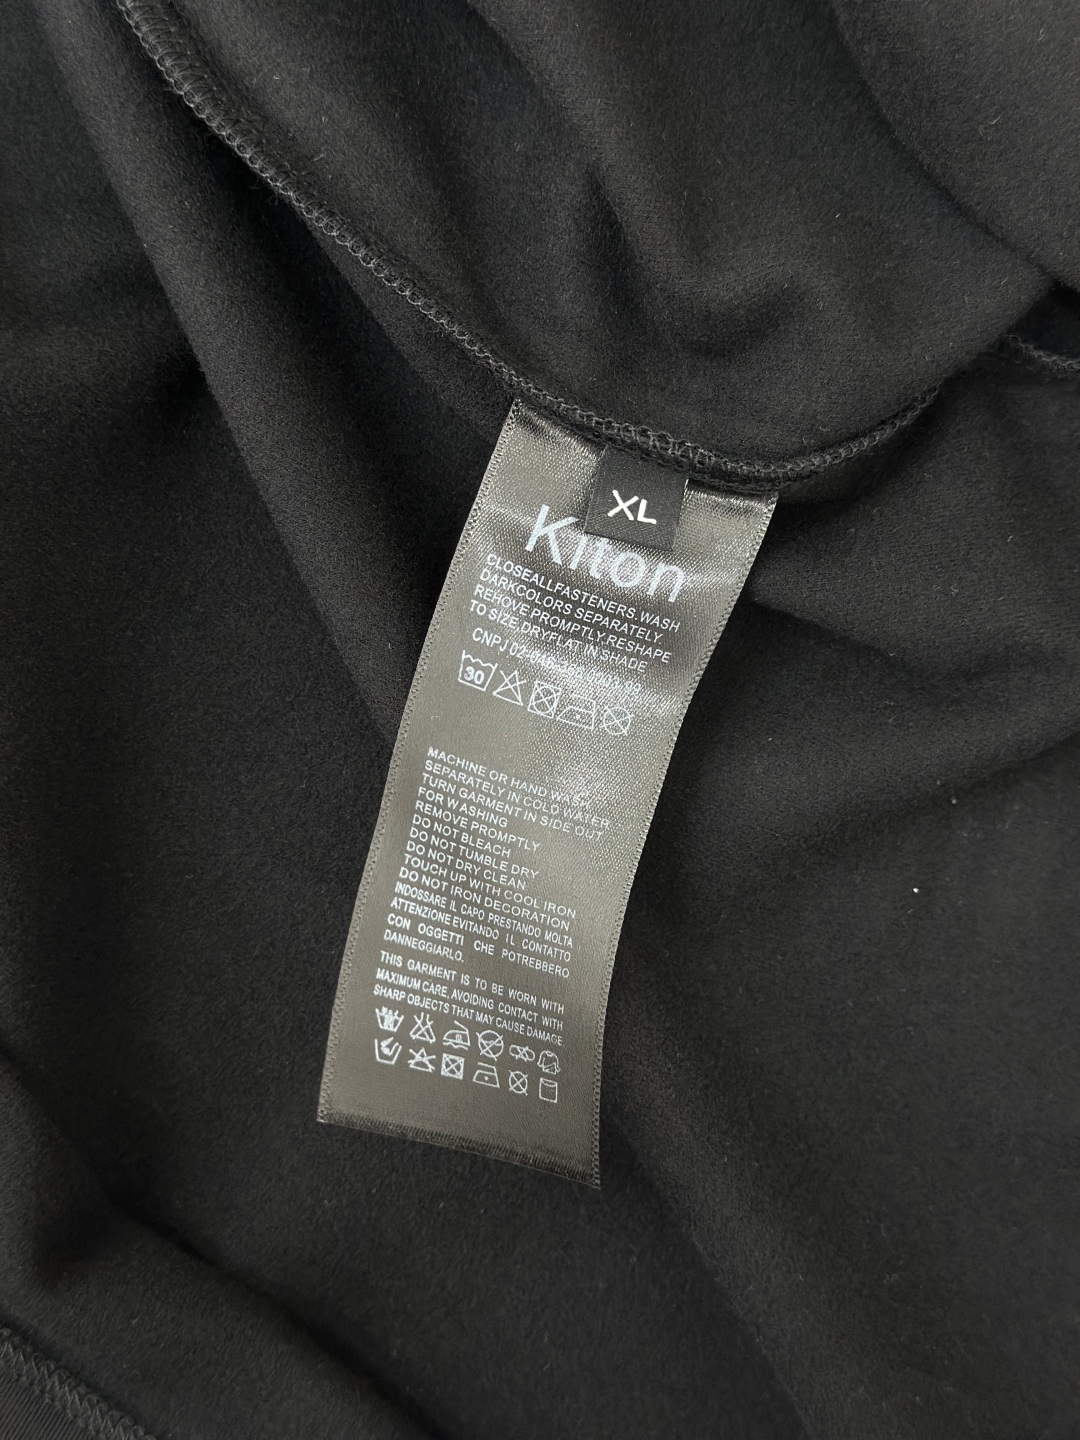 XL
Kiton
CLOSEALLFASTENERS. WASH
DARKCOLORS SEPARATELY
REHOVE PROMPTLY. RESHAPE
TO SIZE. DRYFLAT IN SHADE
CNPJ
30
MACHINE OR HAND WASH
SEPARATELY IN COLD WATER
TURN GARMENT IN SIDE OUT
FOR WASHING
REMOVE PROMPTLY
DO NOT BLEACH
DO NOT TUMBLE DRY
DO NOT DRY CLEAN
TOUCH UP WITH COOL IRON
DO NOT IRON DECORATION
INDOSSARE IL CAPO PRESTANDO MOLTA
ATTENZIONE EVITANDO IL CONTATTO
CON OGGETTI CHE POTREBBERO
DANNEGGIARLO.
THIS GARMENT IS TO BE WORN WITH
MAXIMUM CARE, AVOIDING CONTACT WITH
SHARP OBJECTS THAT MAY CAUSE DAMAGE